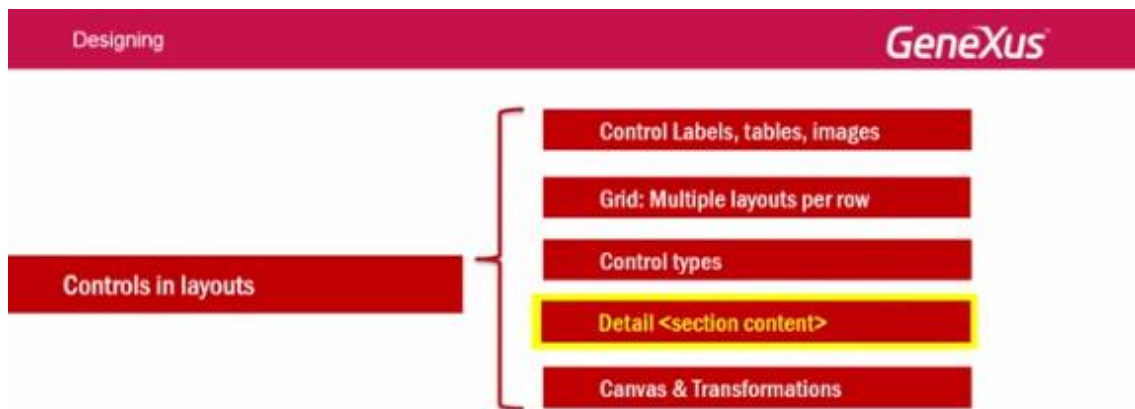 Designing
GeneXus
Control Labels, tables, images
Grid: Multiple layouts per row
Control types
Controls in layouts
Detail <section content>
Canvas & Transformations